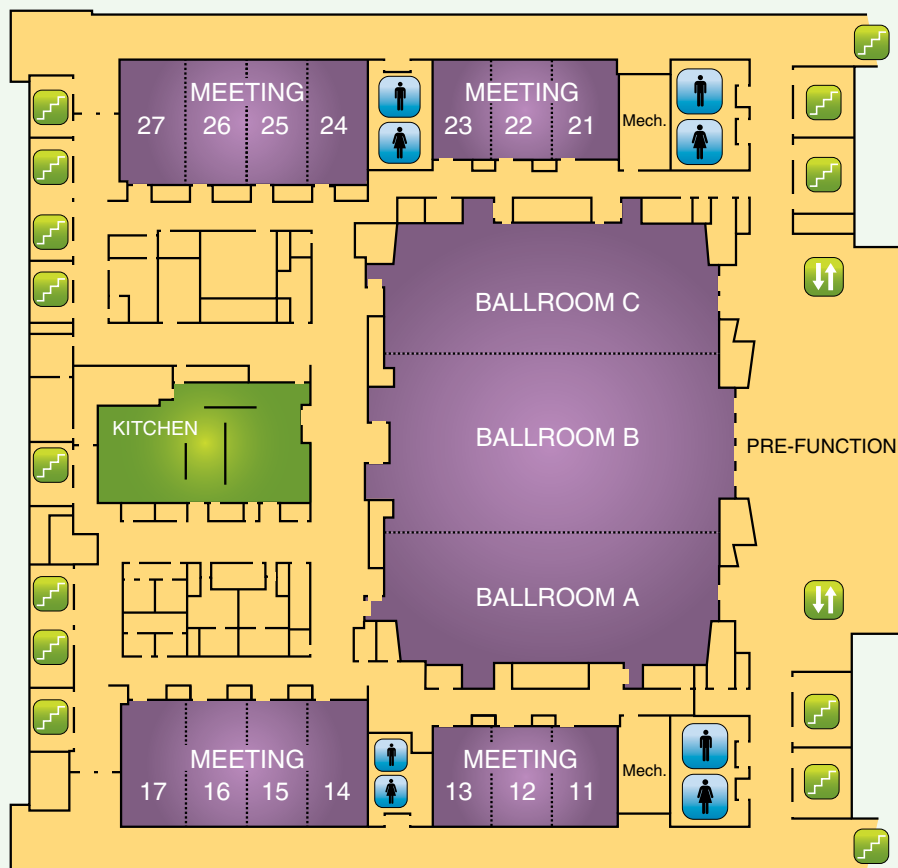 MEETING
27 26 25 24
MEETING
23 22 21
Mech.
BALLROOM C
KITCHEN
BALLROOM B
PRE-FUNCTION
BALLROOM A
MEETING
17 16 15 14
MEETING
13 12 11
Mech.